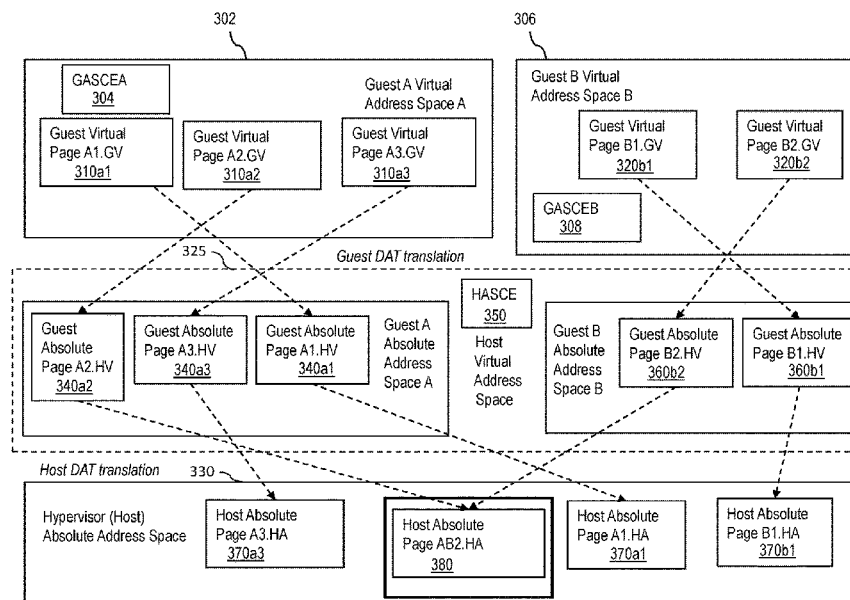 302
306
GASCEA
304
Guest A Virtual
Address Space A
Guest Virtual
Page A1.GV
310a1
Guest Virtual
Page A2.GV
310a2
Guest Virtual
Page A3.GV
310a3
Guest B Virtual
Address Space B
Guest Virtual
Page B1.GV
320b1
Guest Virtual
Page B2.GV
320b2
GASCEB
308
325
Guest DAT translation
Guest
Absolute
Page A2.HV
340a2
Guest Absolute
Page A3.HV
340a3
Guest Absolute
Page A1.HV
340a1
Guest A
Absolute
Address
Space A
HASCE
350
Host
Virtual
Address
Space
Guest B
Absolute
Address
Space B
Guest Absolute
Page B2.HV
360b2
Guest Absolute
Page B1.HV
360b1
Host DAT translation
330
Hypervisor (Host)
Absolute Address Space
Host Absolute
Page A3.HA
370a3
Host Absolute
Page AB2.HA
380
Host Absolute
Page A1.HA
370a1
Host Absolute
Page B1.HA
370b1